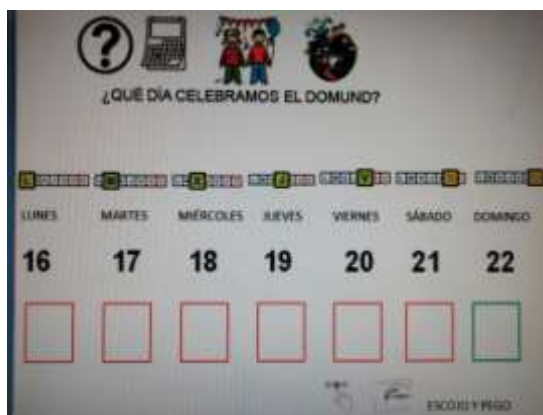 ¿QUÉ DÍA CELEBRAMOS EL DOMUND?
LUNES MARTES MIÉRCOLES JUEVES VIERNES SÁBADO DOMINGO
16 17 18 19 20 21 22
ESCOJO Y PEGO